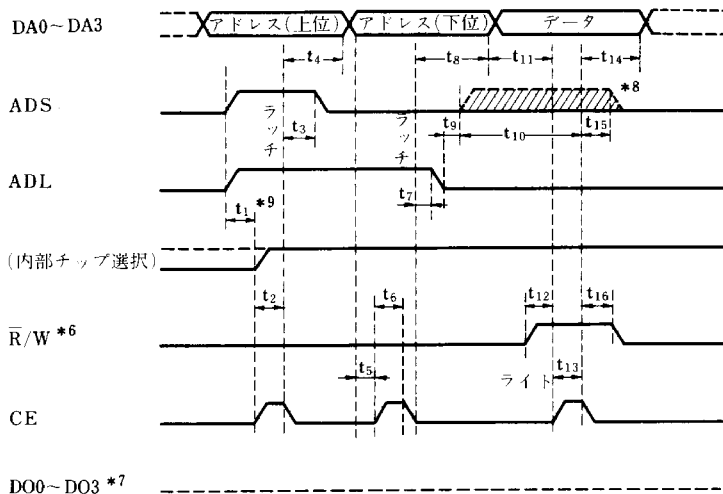 DA0~DA3 アドレス(上位) アドレス(下位) データ
t4 t8 t11 t14
ADS ラッチ t3 ラッチ t9 t10 t15 *8
ADL t7
t1 *9
(内部チップ選択)
t2 t6 t12 t16
R̅/W *6
t5 ライト t13
CE
DO0~DO3 *7